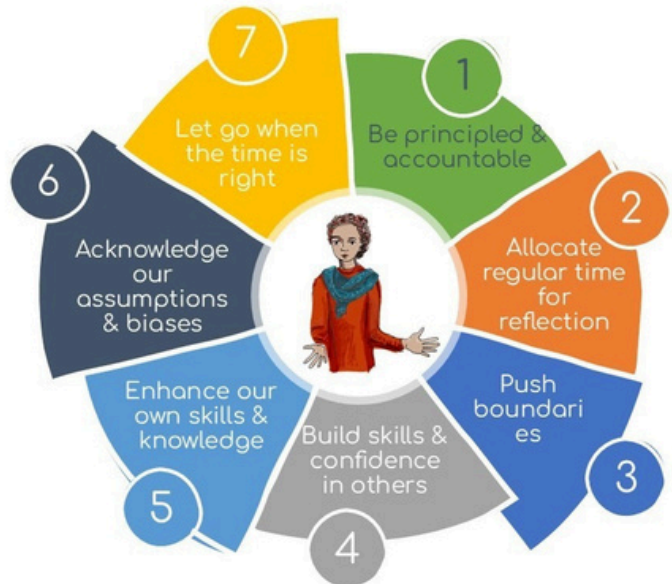 1
Be principled &
accountable
2
Allocate
regular time
for
reflection
3
Push
boundari
es
4
Build skills &
confidence
in others
5
Enhance our
own skills &
knowledge
6
Acknowledge
our
assumptions
& biases
7
Let go when
the time is
right